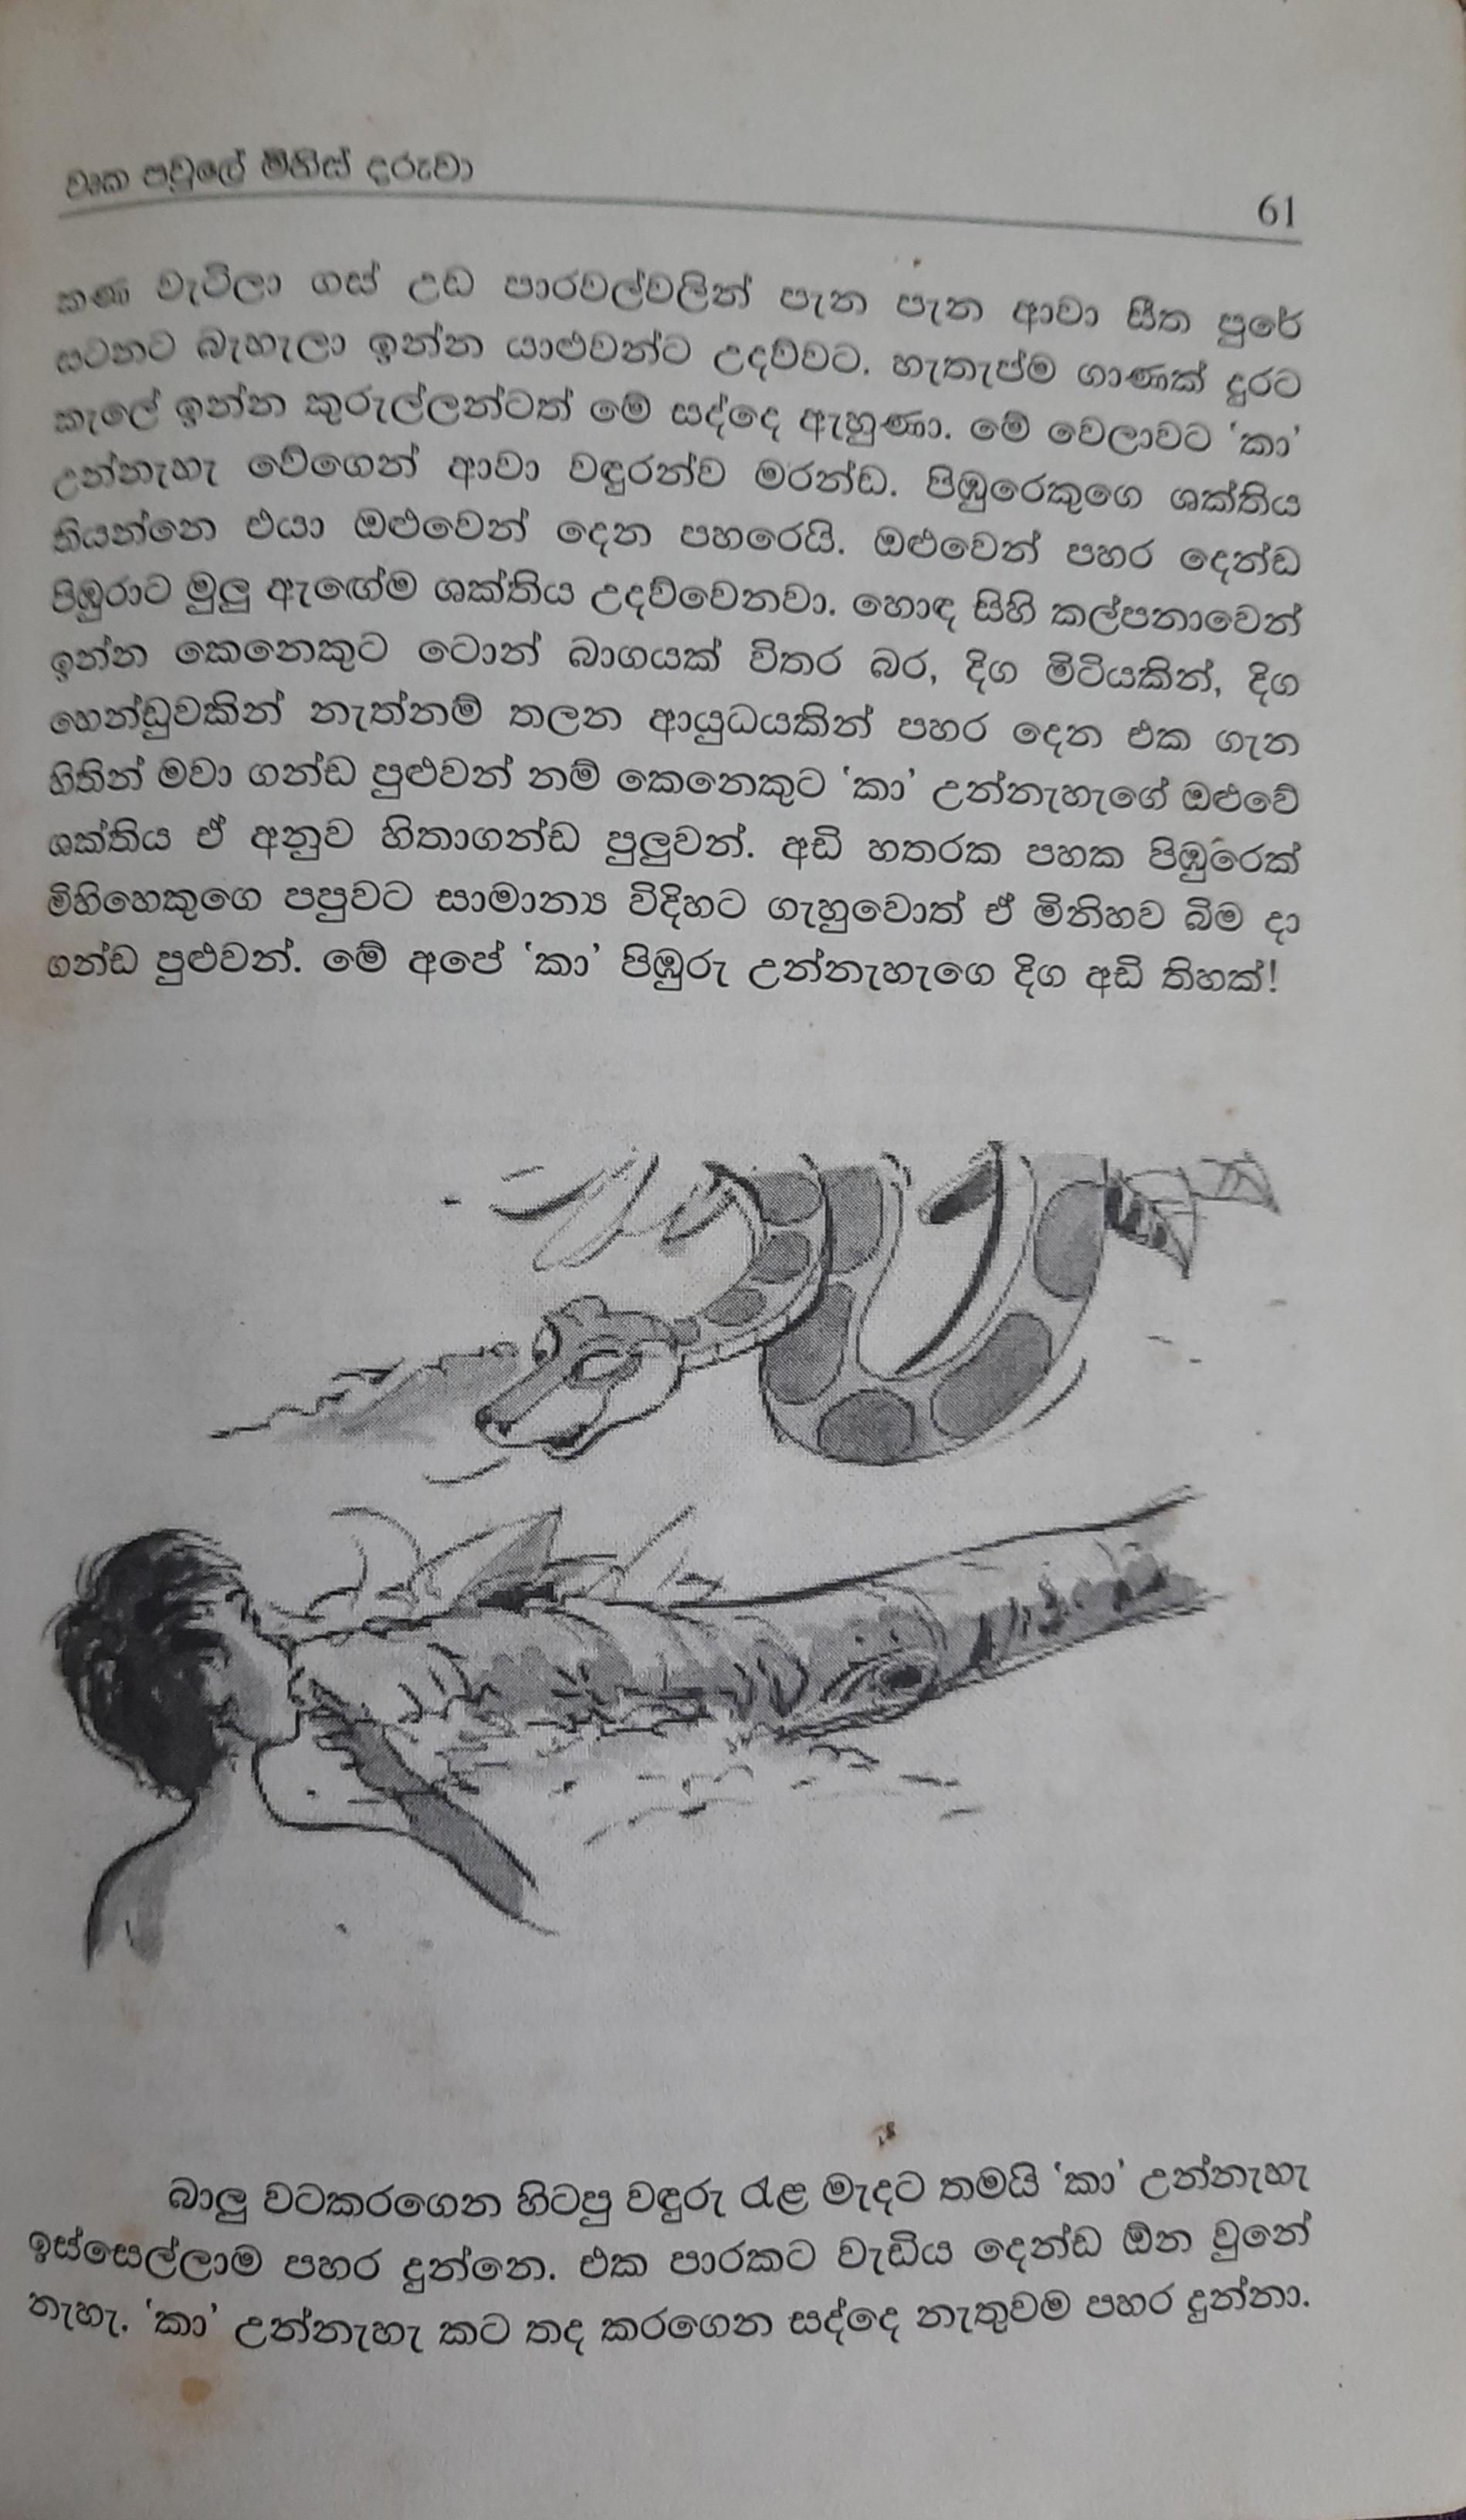 වෘක පවුලේ මිනිස් දරුවා
61
කණ වැටිලා ගස් උඩ පාරවල්වලින් පැන පැන ආවා සීත පුරේ
සටනට බැහැලා ඉන්න යාළුවන්ට උදව්වට. හැතැප්ම ගාණක් දුරට
කැලේ ඉන්න කුරුල්ලන්ටත් මේ සද්දෙ ඇහුණා. මේ වෙලාවට ‘කා’
උන්නැහැ වේගෙන් ආවා වඳුරන්ව මරන්ඩ. පිඹුරෙකුගෙ ශක්තිය
තියන්නෙ එයා ඔළුවෙන් දෙන පහරෙයි. ඔළුවෙන් පහර දෙන්ඩ
පිඹුරාට මුලු ඇඟේම ශක්තිය උදව්වෙනවා. හොඳ සිහි කල්පනාවෙන්
ඉන්න කෙනෙකුට ටොන් බාගයක් විතර බර, දිග මිටියකින්, දිග
හෙන්ඩුවකින් නැත්නම් තලන ආයුධයකින් පහර දෙන එක ගැන
හිතින් මවා ගන්ඩ පුළුවන් නම් කෙනෙකුට ‘කා’ උන්නැහැගේ ඔළුවේ
ශක්තිය ඒ අනුව හිතාගන්ඩ පුලුවන්. අඩි හතරක පහක පිඹුරෙක්
මිහිහෙකුගෙ පපුවට සාමාන්‍ය විදිහට ගැහුවොත් ඒ මිනිහව බිම දා
ගන්ඩ පුළුවන්. මේ අපේ ‘කා’ පිඹුරු උන්නැහැගෙ දිග අඩි තිහක්!
බාලු වටකරගෙන හිටපු වඳුරු රැළ මැදට තමයි ‘කා’ උන්නැහැ
ඉස්සෙල්ලාම පහර දුන්නෙ. එක පාරකට වැඩිය දෙන්ඩ ඕන වුනේ
නැහැ. ‘කා’ උන්නැහැ කට තද කරගෙන සද්දෙ නැතුවම පහර දුන්නා.